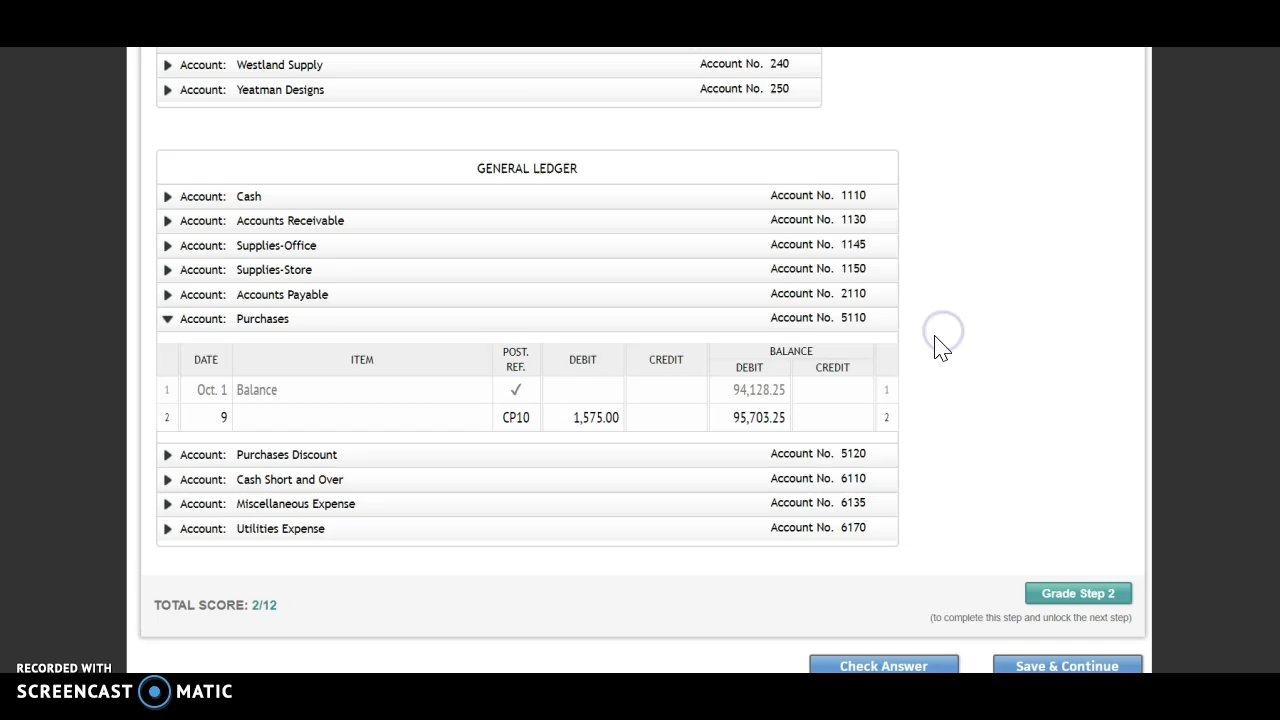 Account: Westland Supply Account No. 240
Account: Yeatman Designs Account No. 250
GENERAL LEDGER
Account: Cash Account No. 1110
Account: Accounts Receivable Account No. 1130
Account: Supplies-Office Account No. 1145
Account: Supplies-Store Account No. 1150
Account: Accounts Payable Account No. 2110
Account: Purchases Account No. 5110
DATE ITEM POST. REF. DEBIT CREDIT BALANCE
DEBIT CREDIT
1 Oct. 1 Balance ✓ 94,128.25 1
2 9 CP10 1,575.00 95,703.25 2
Account: Purchases Discount Account No. 5120
Account: Cash Short and Over Account No. 6110
Account: Miscellaneous Expense Account No. 6135
Account: Utilities Expense Account No. 6170
TOTAL SCORE: 2/12
Grade Step 2
(to complete this step and unlock the next step)
Check Answer Save & Continue
RECORDED WITH
SCREENCAST MATIC